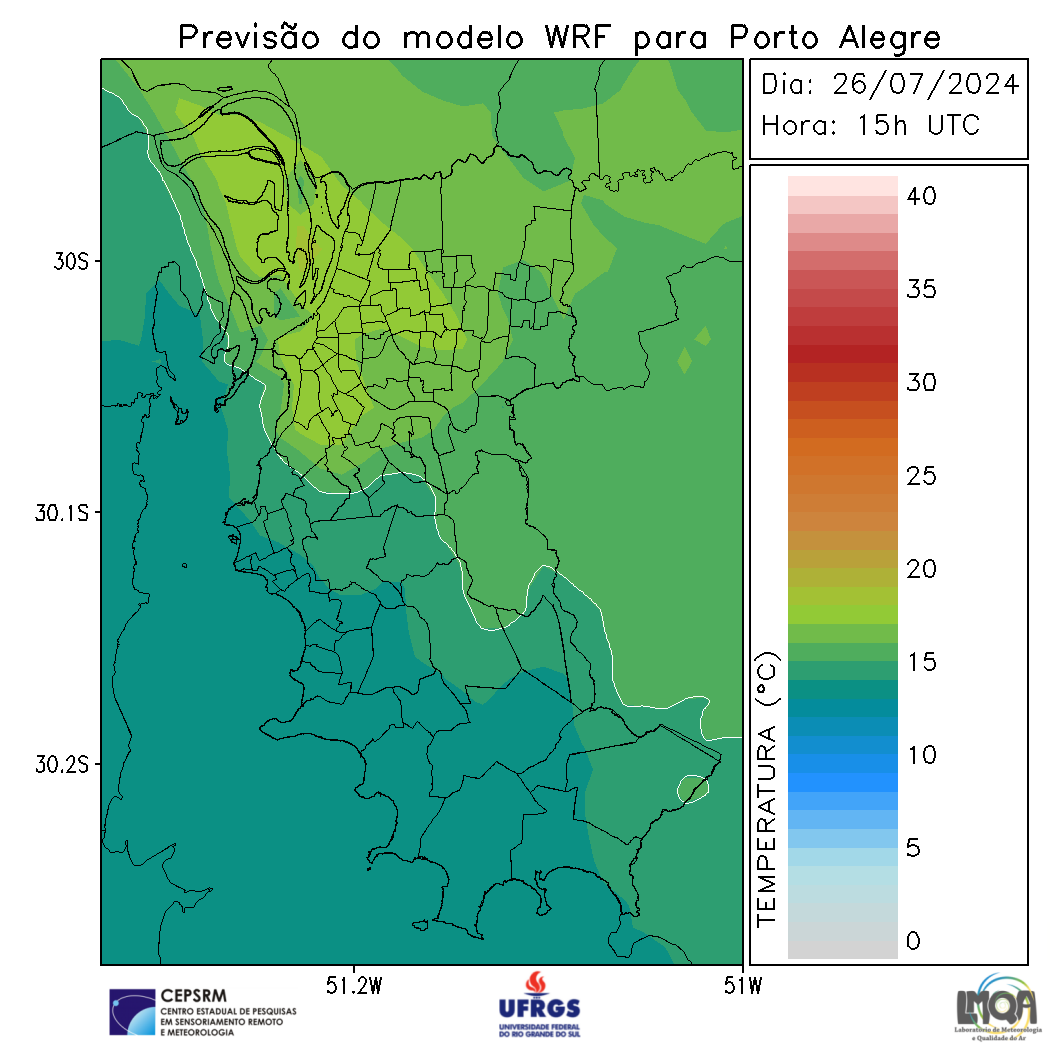 Previsão do modelo WRF para Porto Alegre
Dia: 26/07/2024
Hora: 15h UTC
30S
30.1S
30.2S
51.2W
51W
TEMPERATURA (°C)
40
35
30
25
20
15
10
5
0
CEPSRM
CENTRO ESTADUAL DE PESQUISAS
EM SENSORIAMENTO REMOTO
E METEOROLOGIA
UFRGS
UNIVERSIDADE FEDERAL
DO RIO GRANDE DO SUL
LMQA
Laboratório de Meteorologia
e Qualidade do Ar